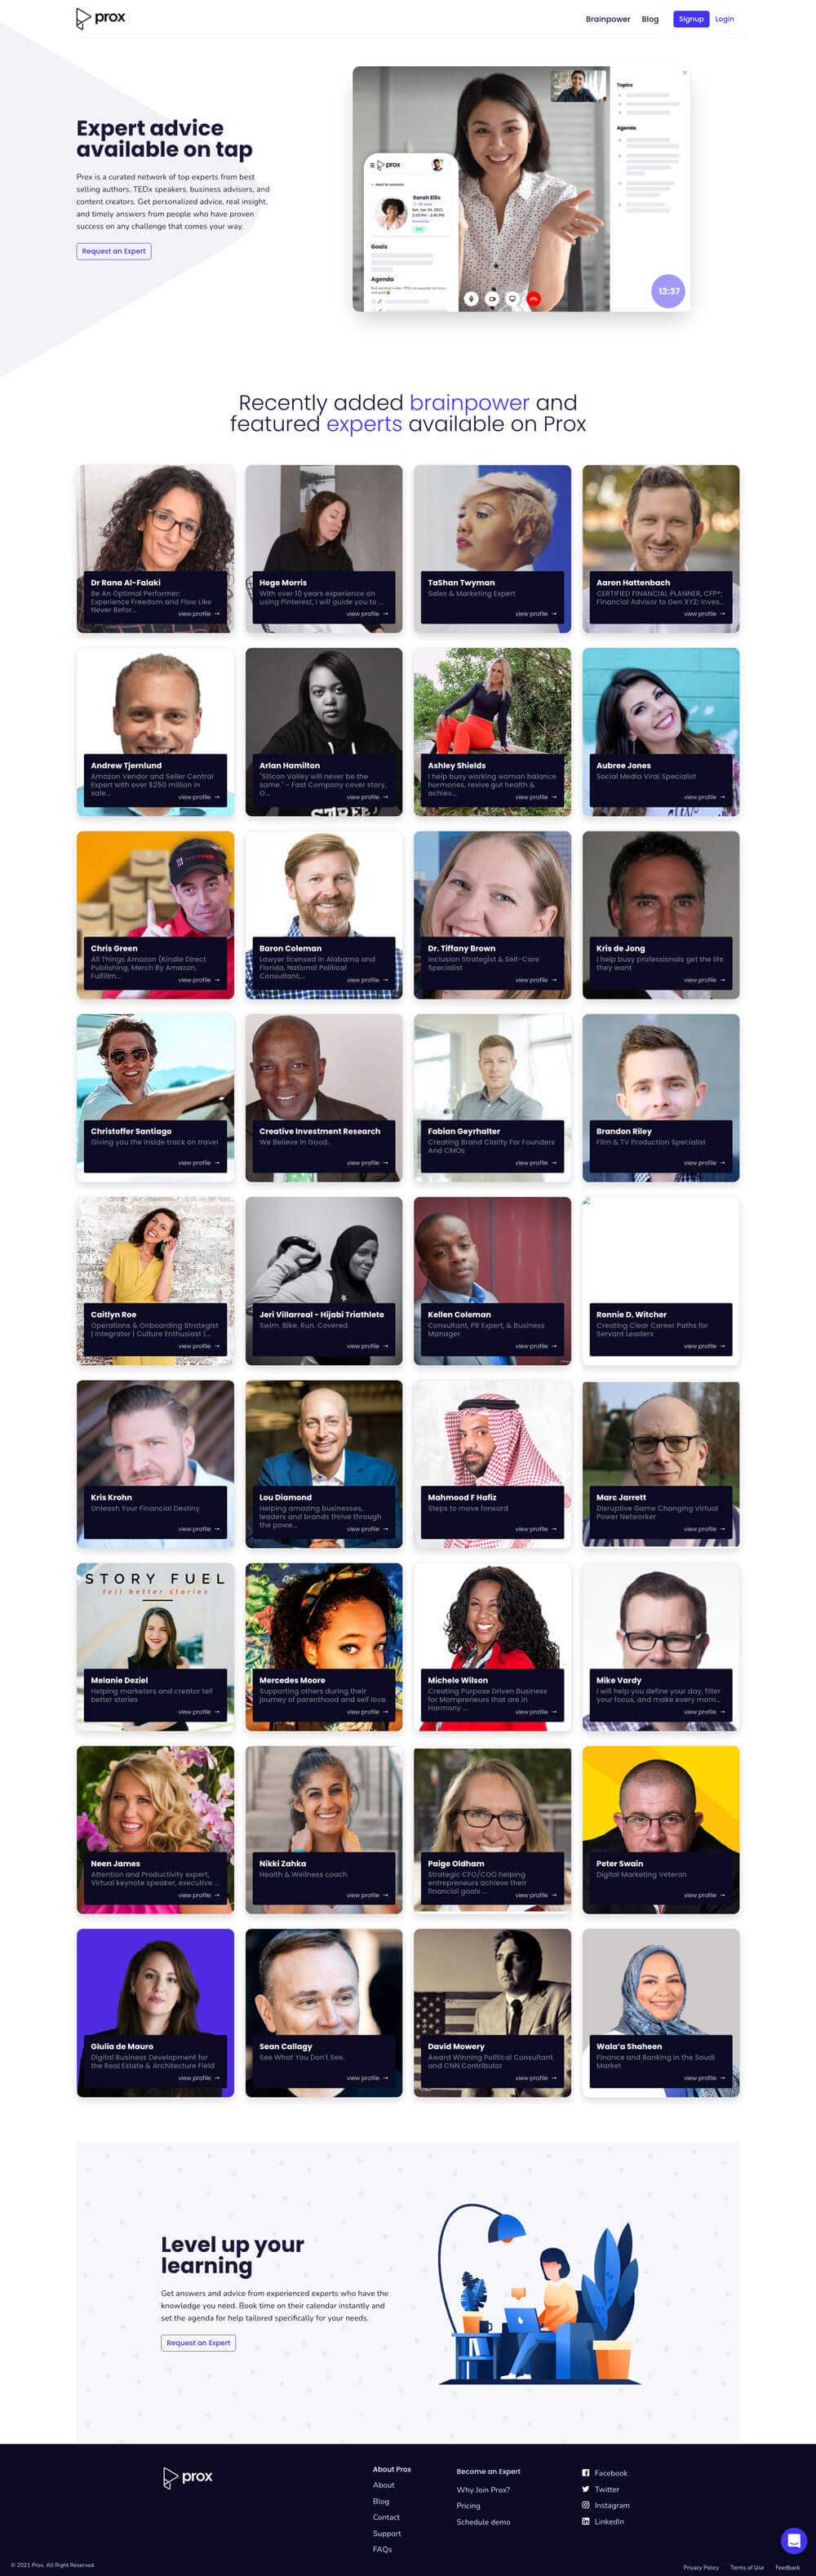 prox
Brainpower
Blog
Signup
Login
Expert advice
available on tap
Prox is a curated network of top experts from best
selling authors, TEDx speakers, business advisors, and
content creators. Get personalized advice, real insight,
and timely answers from people who have proven
success on any challenge that comes your way.
Request an Expert
prox
Sarah Ellis
Goals
Agenda
Topics
Agenda
13:37
Recently added brainpower and
featured experts available on Prox
Dr Rana Al-Falaki
Be An Optimal Performer:
Experience Freedom and Flow Like
Never Befor...
view profile →
Hege Morris
With over 10 years experience on
using Pinterest, I will guide you to ...
view profile →
TaShan Twyman
Sales & Marketing Expert
view profile →
Aaron Hattenbach
CERTIFIED FINANCIAL PLANNER, CFP®;
Financial Advisor to Gen XYZ; Inves...
view profile →
Andrew Tjernlund
Amazon Vendor and Seller Central
Expert with over $250 million in
sale...
view profile →
Arlan Hamilton
"Silicon Valley will never be the
same." - Fast Company cover story,
O...
view profile →
Ashley Shields
I help busy working woman balance
hormones, revive gut health &
achiev...
view profile →
Aubree Jones
Social Media Viral Specialist
view profile →
Chris Green
All Things Amazon (Kindle Direct
Publishing, Merch By Amazon,
Fulfillm...
view profile →
Baron Coleman
Lawyer licensed in Alabama and
Florida, National Political
Consultant,...
view profile →
Dr. Tiffany Brown
Inclusion Strategist & Self-Care
Specialist
view profile →
Kris de Jong
I help busy professionals get the life
they want
view profile →
Christoffer Santiago
Giving you the inside track on travel
view profile →
Creative Investment Research
We Believe in Good..
view profile →
Fabian Geyrhalter
Creating Brand Clarity For Founders
And CMOs
view profile →
Brandon Riley
Film & TV Production Specialist
view profile →
Caitlyn Roe
Operations & Onboarding Strategist
| Integrator | Culture Enthusiast |...
view profile →
Jeri Villarreal - Hijabi Triathlete
Swim. Bike. Run. Covered.
view profile →
Kellen Coleman
Consultant, PR Expert, & Business
Manager
view profile →
Ronnie D. Witcher
Creating Clear Career Paths for
Servant Leaders
view profile →
Kris Krohn
Unleash Your Financial Destiny
view profile →
Lou Diamond
Helping amazing businesses,
leaders and brands thrive through
the powe...
view profile →
Mahmood F Hafiz
Steps to move forward
view profile →
Marc Jarrett
Disruptive Game Changing Virtual
Power Networker
view profile →
STORY FUEL
tell better stories
Melanie Deziel
Helping marketers and creator tell
better stories
view profile →
Mercedes Moore
Supporting others during their
journey of parenthood and self love.
view profile →
Michele Wilson
Creating Purpose Driven Business
for Mompreneurs that are in
Harmony ...
view profile →
Mike Vardy
I will help you define your day, filter
your focus, and make every mom...
view profile →
Neen James
Attention and Productivity expert,
Virtual keynote speaker, executive ...
view profile →
Nikki Zahka
Health & Wellness coach
view profile →
Paige Oldham
Strategic CFO/COO helping
entrepreneurs achieve their
financial goals ...
view profile →
Peter Swain
Digital Marketing Veteran
view profile →
Giulia de Mauro
Digital Business Development for
the Real Estate & Architecture Field
view profile →
Sean Callagy
See What You Don't See.
view profile →
David Mowery
Award Winning Political Consultant
and CNN Contributor
view profile →
Wala'a Shaheen
Finance and Banking in the Saudi
Market
view profile →
Level up your
learning
Get answers and advice from experienced experts who have the
knowledge you need. Book time on their calendar instantly and
set the agenda for help tailored specifically for your needs.
Request an Expert
prox
About Prox
About
Blog
Contact
Support
FAQs
Become an Expert
Why Join Prox?
Pricing
Schedule demo
Facebook
Twitter
Instagram
LinkedIn
© 2021 Prox, All Right Reserved.
Privacy Policy
Terms of Use
Feedback